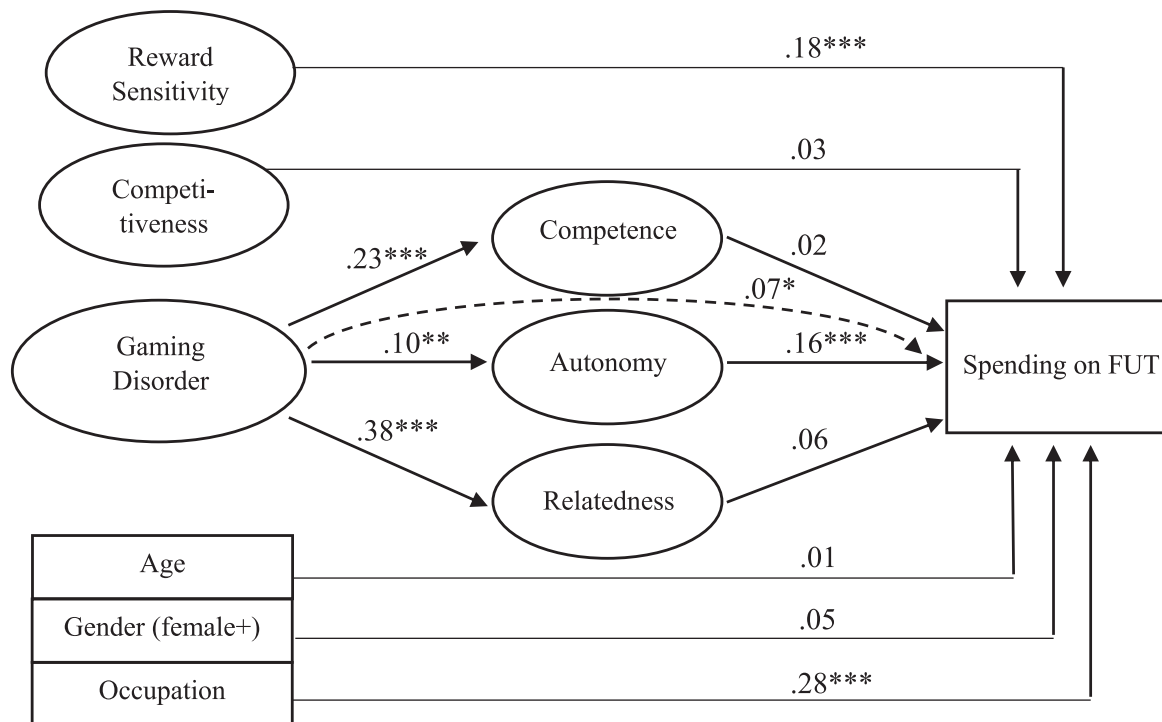 Reward
Sensitivity
.18***
Competi-
tiveness
.03
Competence
.23***
.02
.07*
Gaming
Disorder
.10**
Autonomy
.16***
Spending on FUT
.38***
.06
Relatedness
Age
.01
Gender (female+)
.05
Occupation
.28***